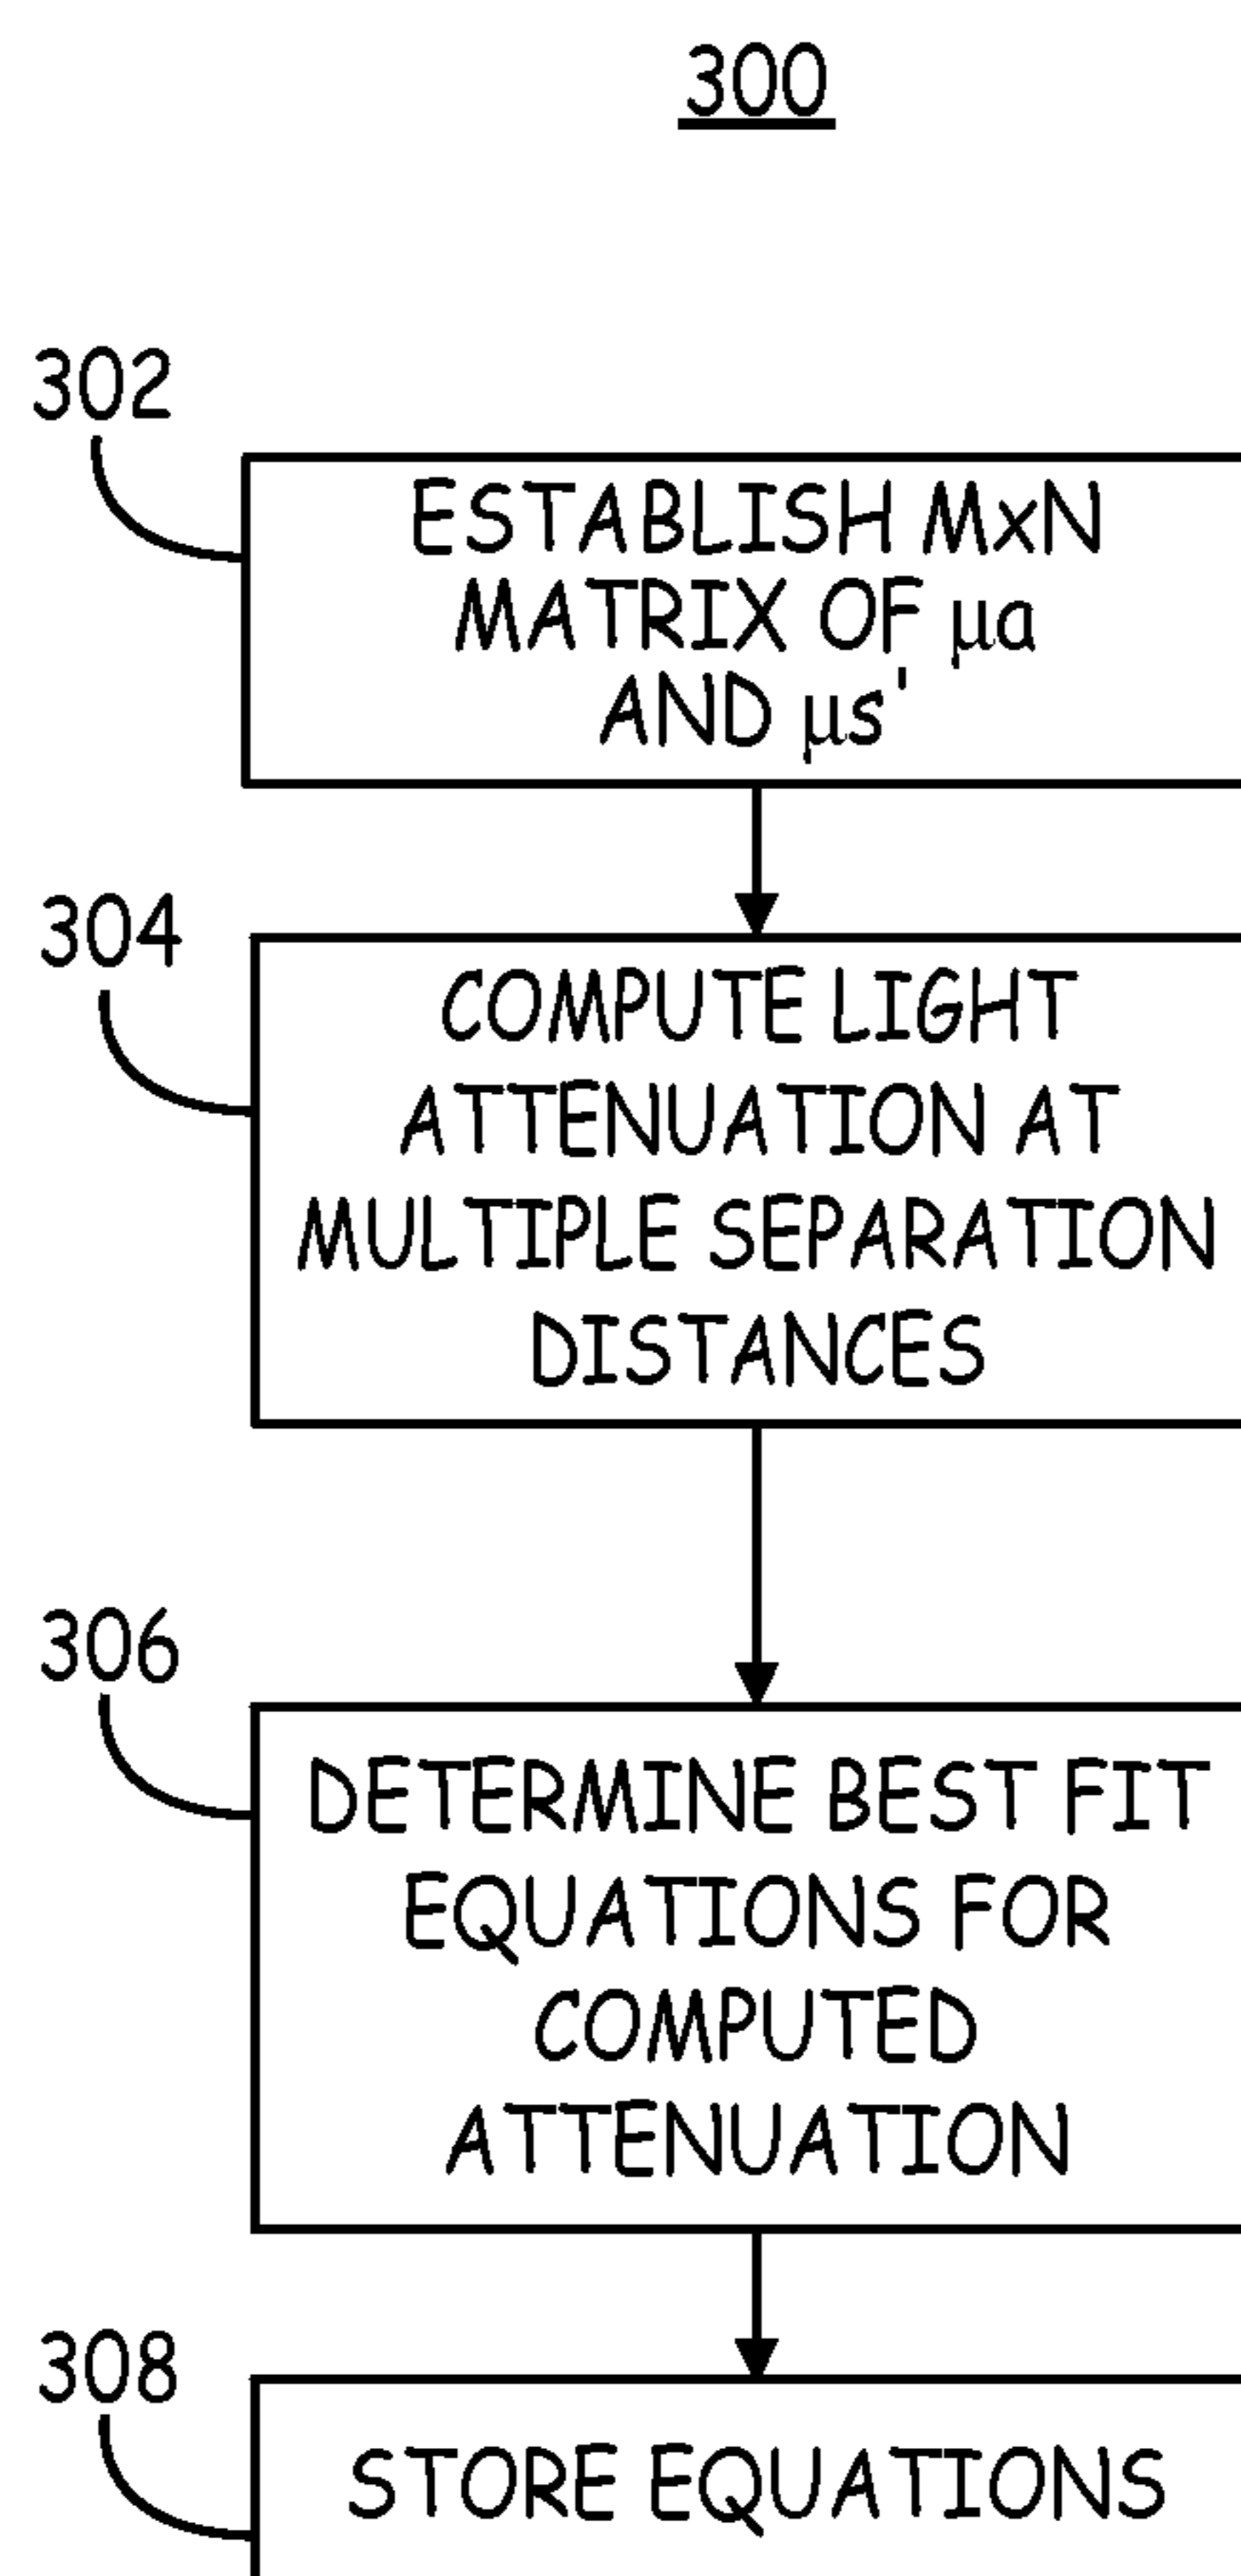 300
302
ESTABLISH MxN
MATRIX OF µa
AND µs'
304
COMPUTE LIGHT
ATTENUATION AT
MULTIPLE SEPARATION
DISTANCES
306
DETERMINE BEST FIT
EQUATIONS FOR
COMPUTED
ATTENUATION
308
STORE EQUATIONS